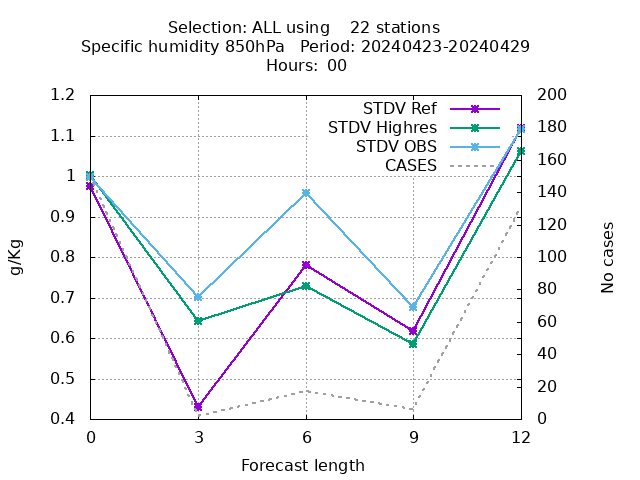 Selection: ALL using    22 stations
Specific humidity 850hPa   Period: 20240423-20240429
Hours: 00
STDV Ref
STDV Highres
STDV OBS
CASES
1.2
1.1
1
0.9
0.8
0.7
0.6
0.5
0.4
g/Kg
200
180
160
140
120
100
80
60
40
20
0
No cases
0 3 6 9 12
Forecast length